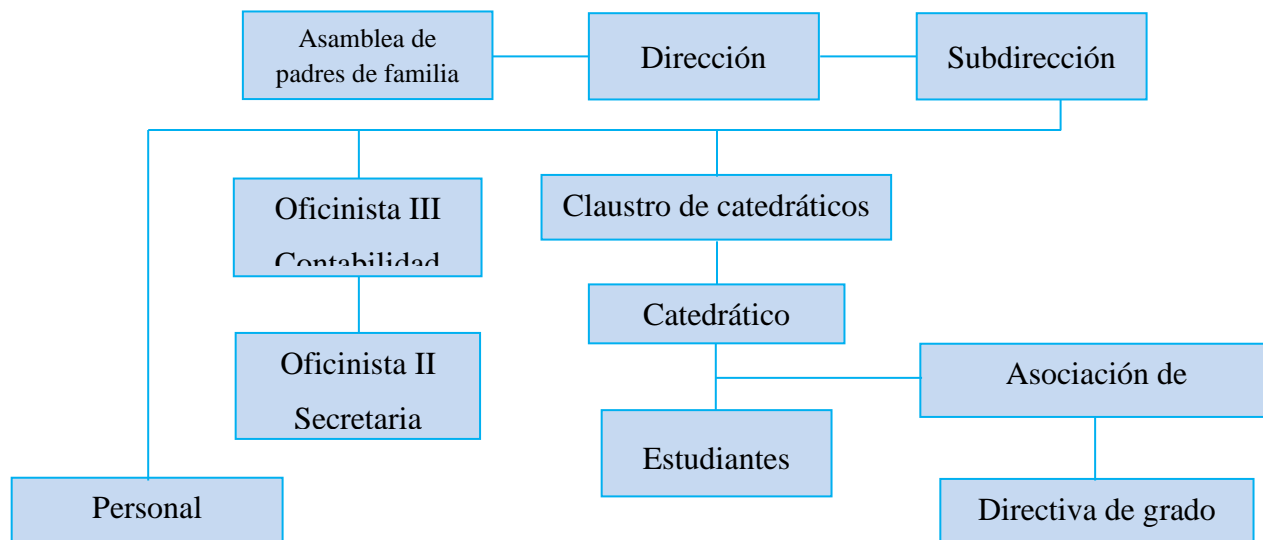 Asamblea de
padres de familia
Dirección
Subdirección
Oficinista III
Contabilidad
Claustro de catedráticos
Catedrático
Oficinista II
Secretaria
Asociación de
Estudiantes
Personal
Directiva de grado